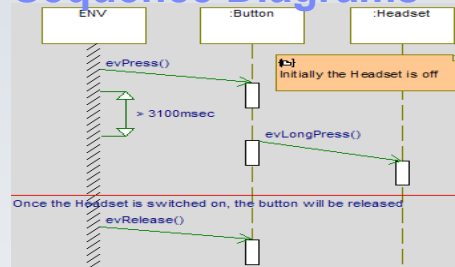 Sequence Diagrams
ENV
:Button
:Headset
evPress()
Initially the Headset is off
> 3100msec
evLongPress()
Once the Headset is switched on, the button will be released
evRelease()